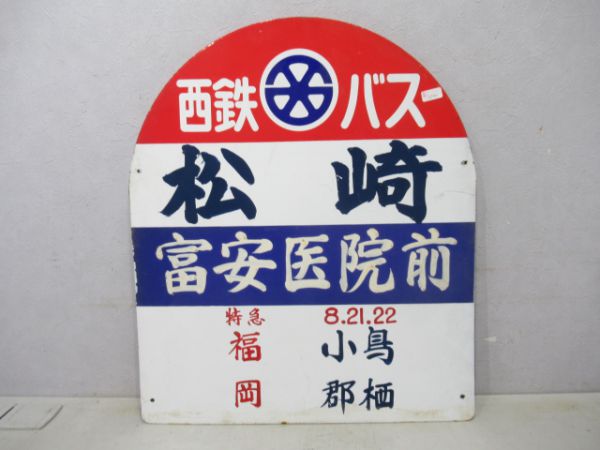 西鉄 バス
松崎
富安医院前
特急 8.21.22
福 小鳥
岡 郡栖